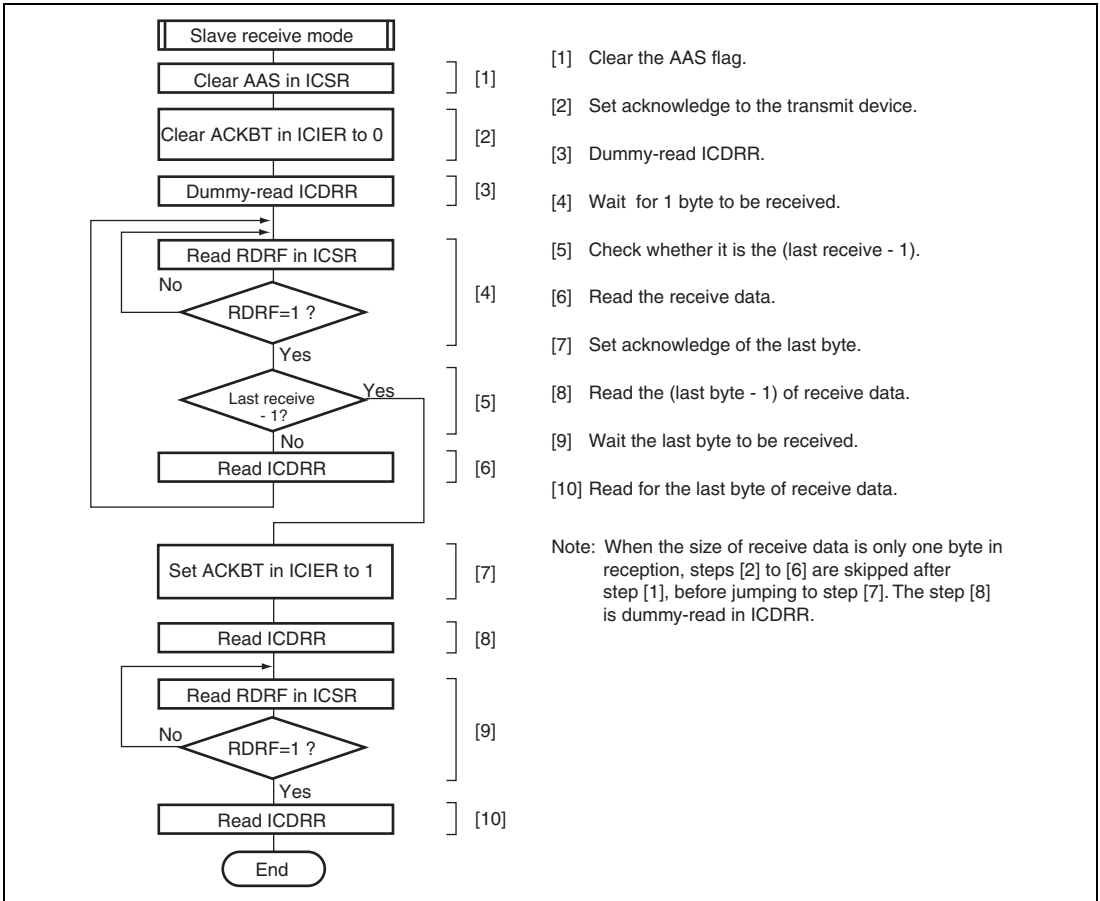 Slave receive mode
Clear AAS in ICSR
[1]
Clear ACKBT in ICIER to 0
[2]
Dummy-read ICDRR
[3]
Read RDRF in ICSR
No
RDRF=1 ?
[4]
Yes
Last receive
- 1?
Yes
[5]
No
Read ICDRR
[6]
Set ACKBT in ICIER to 1
[7]
Read ICDRR
[8]
Read RDRF in ICSR
No
RDRF=1 ?
[9]
Yes
Read ICDRR
[10]
End
[1] Clear the AAS flag.
[2] Set acknowledge to the transmit device.
[3] Dummy-read ICDRR.
[4] Wait for 1 byte to be received.
[5] Check whether it is the (last receive - 1).
[6] Read the receive data.
[7] Set acknowledge of the last byte.
[8] Read the (last byte - 1) of receive data.
[9] Wait the last byte to be received.
[10] Read for the last byte of receive data.
Note: When the size of receive data is only one byte in
reception, steps [2] to [6] are skipped after
step [1], before jumping to step [7]. The step [8]
is dummy-read in ICDRR.